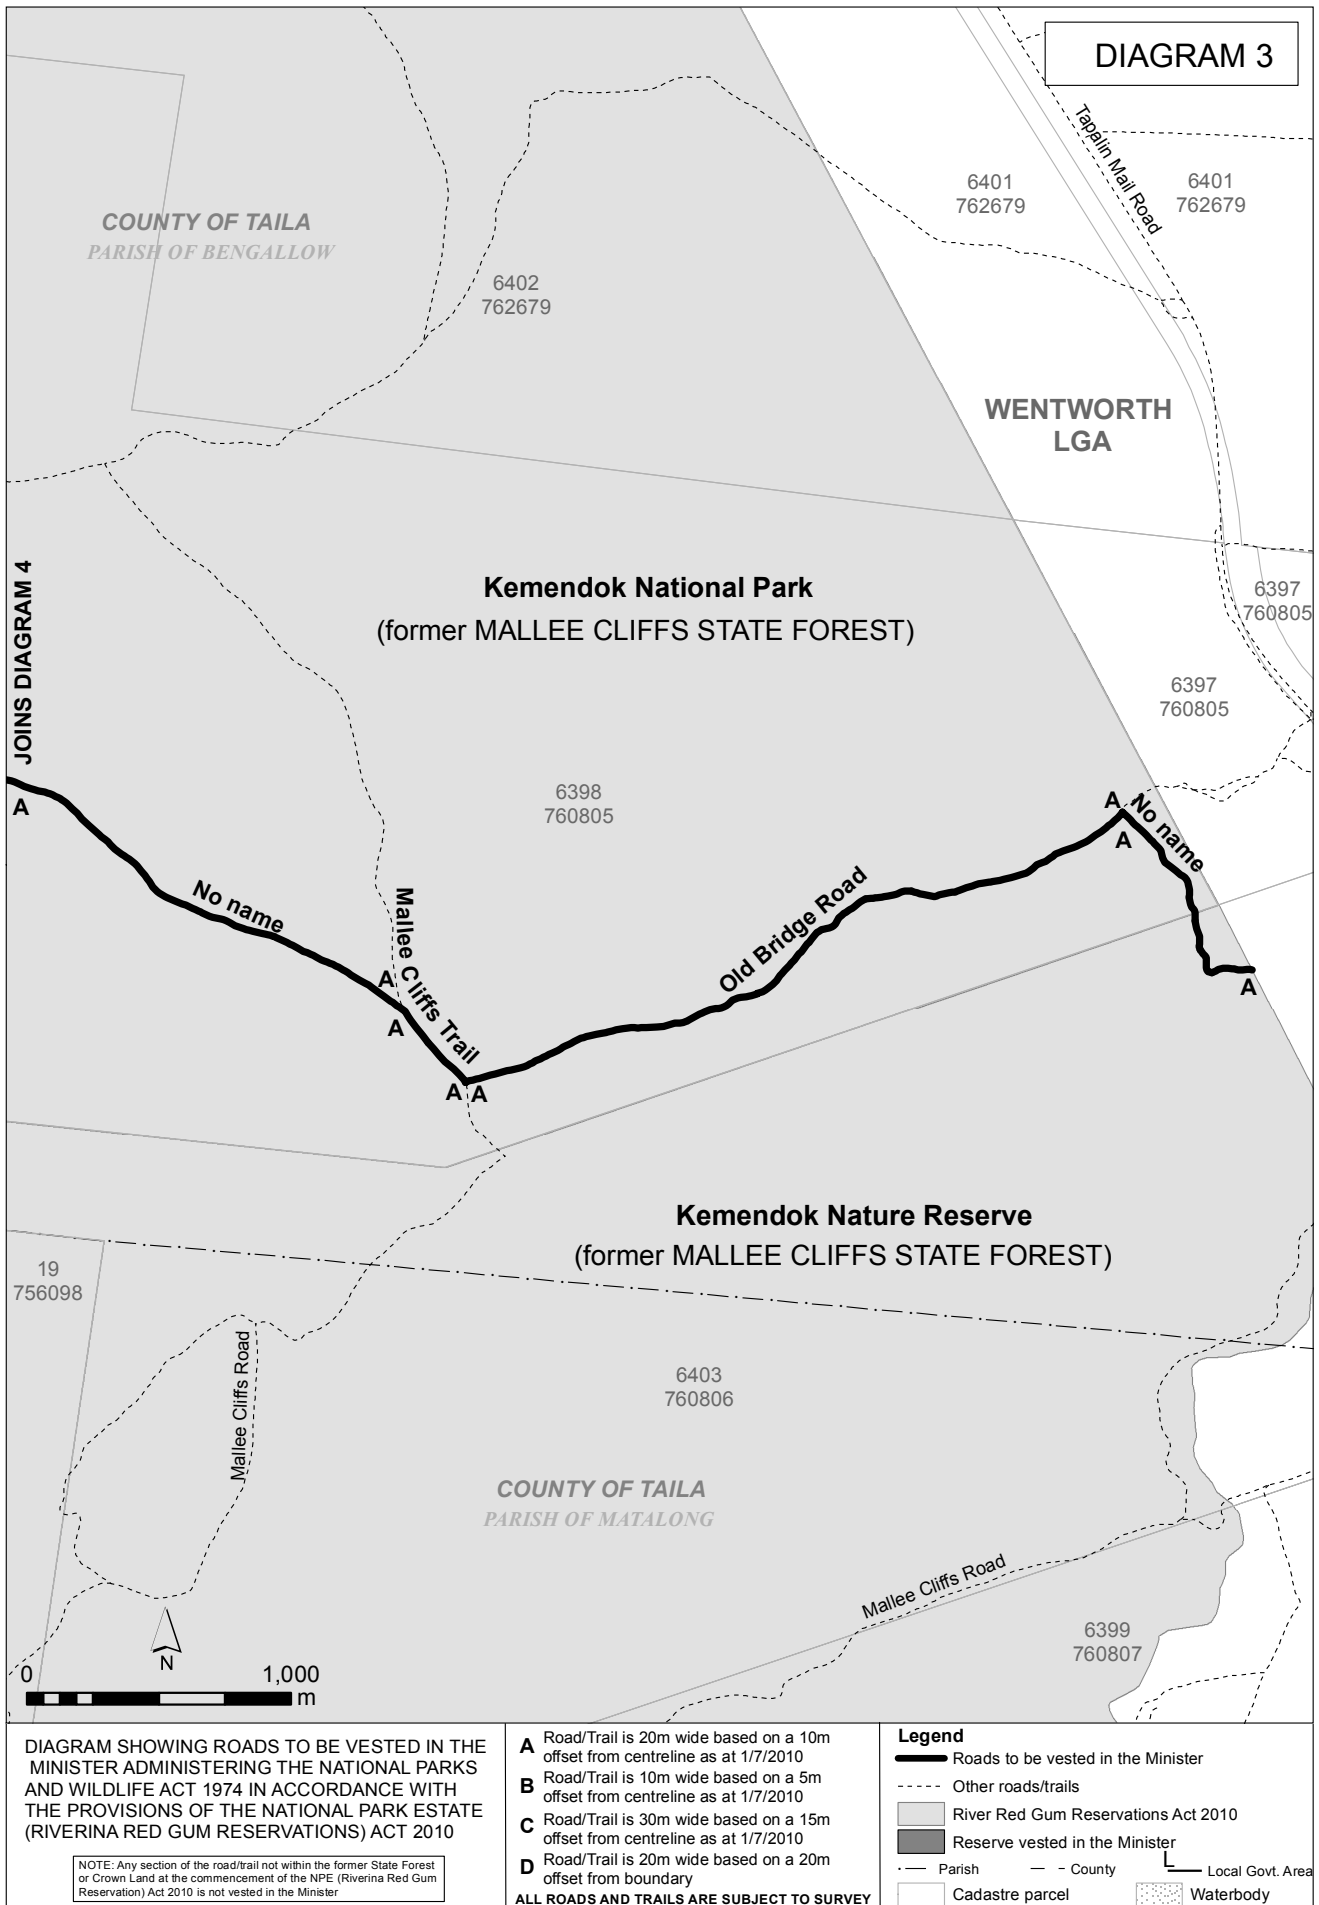 DIAGRAM 3
Tapalin Mail Road
6401
762679
6401
762679
COUNTY OF TAILA
PARISH OF BENGALLOW
6402
762679
WENTWORTH
LGA
JOINS DIAGRAM 4
Kemendok National Park
(former MALLEE CLIFFS STATE FOREST)
6397
760805
6397
760805
6398
760805
A
No name
A
Mallee Cliffs Trail
A
A
A
Old Bridge Road
A
A
No name
A
Kemendok Nature Reserve
(former MALLEE CLIFFS STATE FOREST)
19
756098
Mallee Cliffs Road
6403
760806
COUNTY OF TAILA
PARISH OF MATALONG
Mallee Cliffs Road
6399
760807
N
0 1,000
m
DIAGRAM SHOWING ROADS TO BE VESTED IN THE
MINISTER ADMINISTERING THE NATIONAL PARKS
AND WILDLIFE ACT 1974 IN ACCORDANCE WITH
THE PROVISIONS OF THE NATIONAL PARK ESTATE
(RIVERINA RED GUM RESERVATIONS) ACT 2010
NOTE: Any section of the road/trail not within the former State Forest
or Crown Land at the commencement of the NPE (Riverina Red Gum
Reservation) Act 2010 is not vested in the Minister
A Road/Trail is 20m wide based on a 10m
offset from centreline as at 1/7/2010
B Road/Trail is 10m wide based on a 5m
offset from centreline as at 1/7/2010
C Road/Trail is 30m wide based on a 15m
offset from centreline as at 1/7/2010
D Road/Trail is 20m wide based on a 20m
offset from boundary
ALL ROADS AND TRAILS ARE SUBJECT TO SURVEY
Legend
Roads to be vested in the Minister
Other roads/trails
River Red Gum Reservations Act 2010
Reserve vested in the Minister
Parish County Local Govt. Area
Cadastre parcel Waterbody